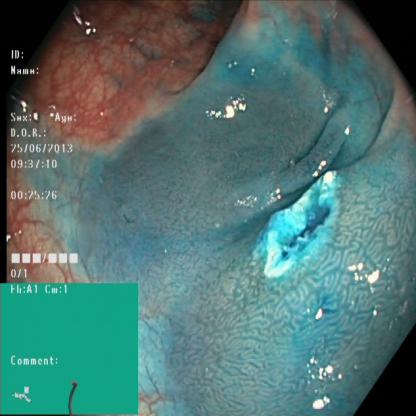 ID:
Name:
Sex: Age:
D.O.B.:
25/06/2013
09:37:10
00:25:26
0/1
Eh:A1 Cm:1
Comment: